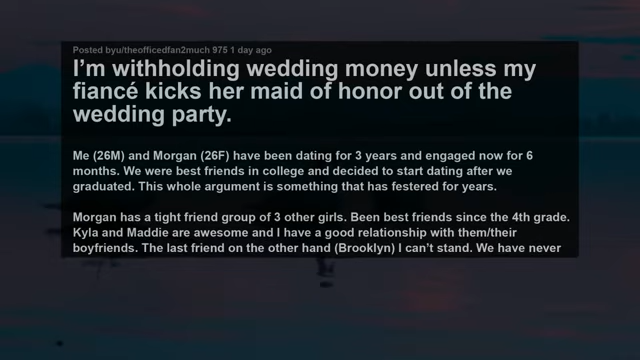 Posted byu/theofficedfan2much 975 1 day ago
I’m withholding wedding money unless my
fiancé kicks her maid of honor out of the
wedding party.
Me (26M) and Morgan (26F) have been dating for 3 years and engaged now for 6
months. We were best friends in college and decided to start dating after we
graduated. This whole argument is something that has festered for years.
Morgan has a tight friend group of 3 other girls. Been best friends since the 4th grade.
Kyla and Maddie are awesome and I have a good relationship with them/their
boyfriends. The last friend on the other hand (Brooklyn) I can’t stand. We have never